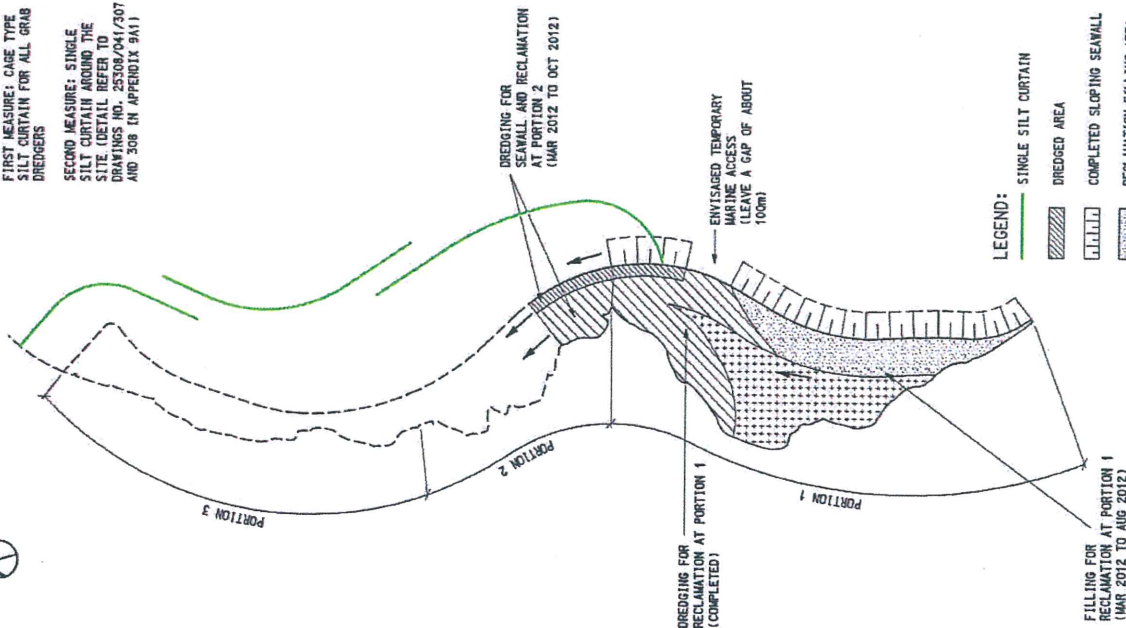 FIRST MEASURE: CAGE TYPE
SILT CURTAIN FOR ALL GRAB
DREDGERS
SECOND MEASURE: SINGLE
SILT CURTAIN AROUND THE
SITE. (DETAIL REFER TO
DRAWINGS NO. 25308/041/307
AND 308 IN APPENDIX 9A1)
DREDGING FOR
SEAWALL AND RECLAMATION
AT PORTION 2
(MAR 2012 TO OCT 2012)
ENVISAGED TEMPORARY
MARINE ACCESS
(LEAVE A GAP OF ABOUT
100m)
PORTION 3
PORTION 2
PORTION 1
DREDGING FOR
RECLAMATION AT PORTION 1
(COMPLETED)
FILLING FOR
RECLAMATION AT PORTION 1
(MAR 2012 TO AUG 2012)
LEGEND:
SINGLE SILT CURTAIN
DREDGED AREA
COMPLETED SLOPING SEAWALL